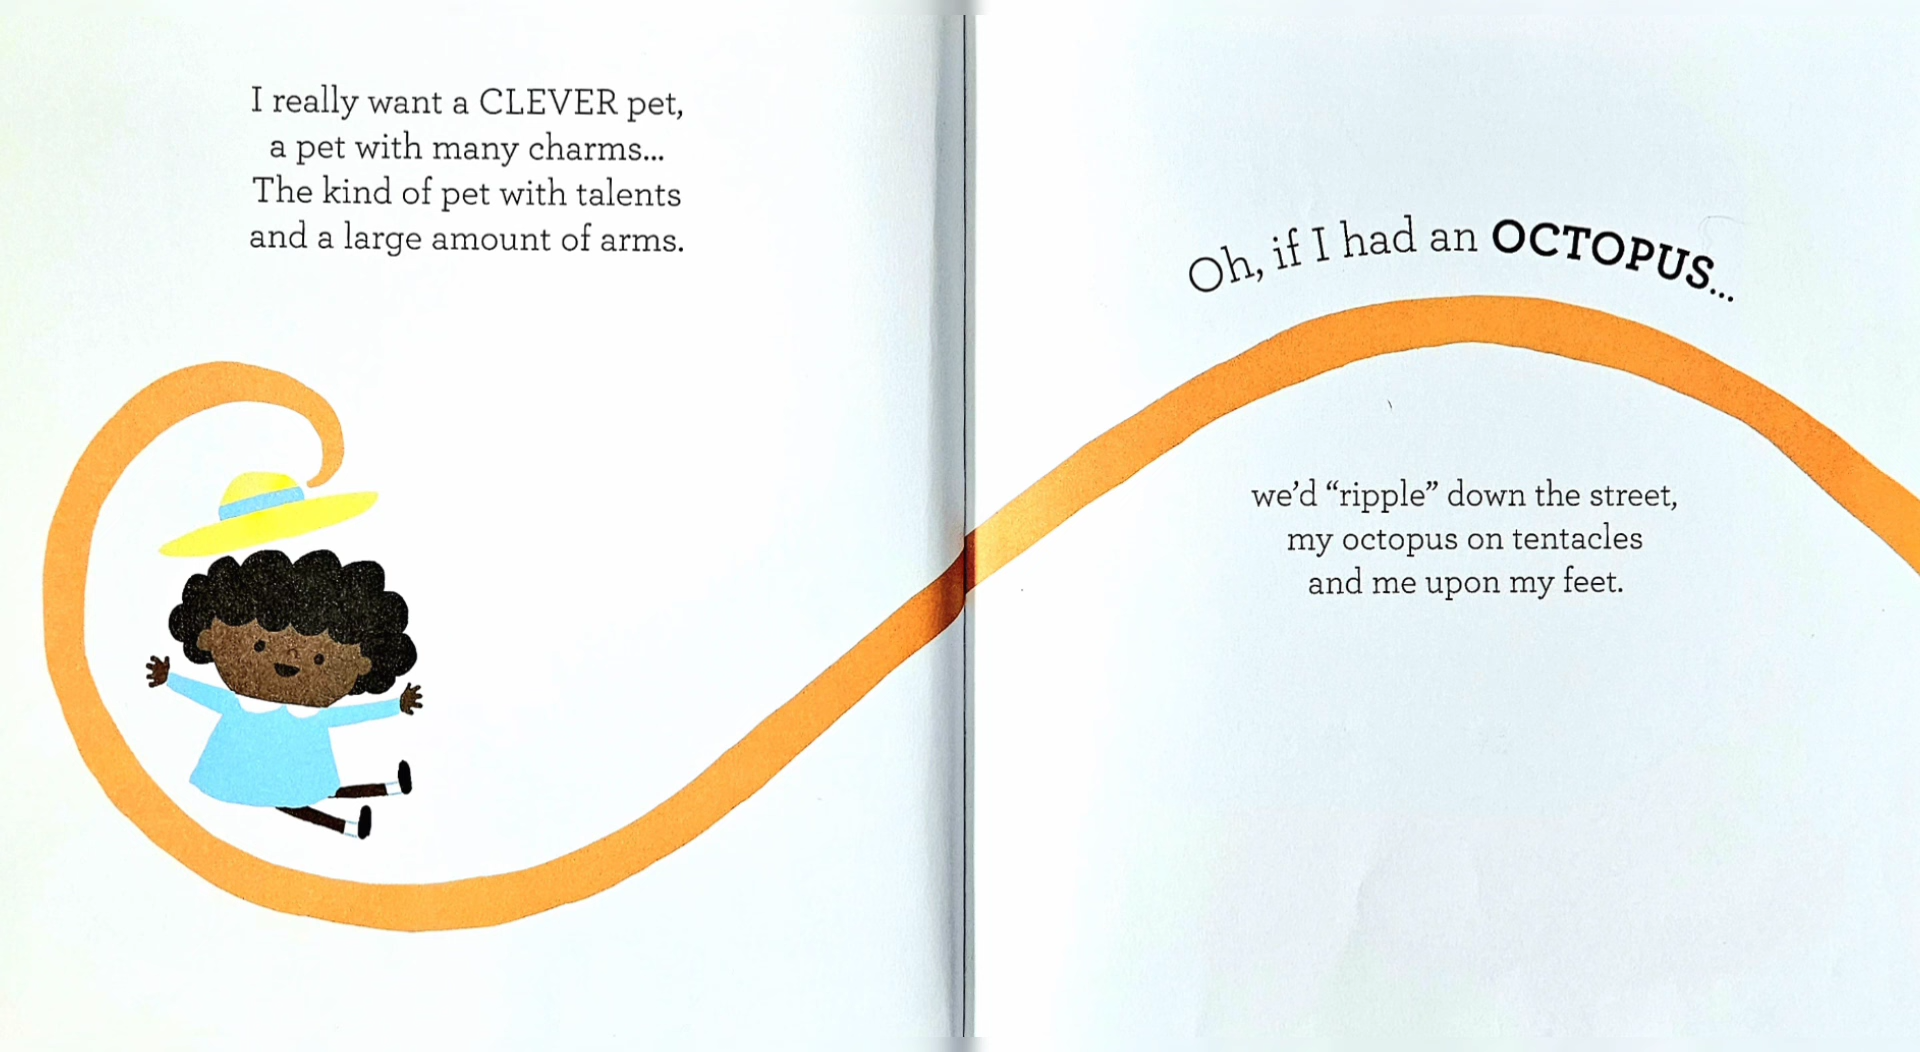 I really want a CLEVER pet,
a pet with many charms...
The kind of pet with talents
and a large amount of arms.
Oh, if I had an OCTOPUS...
we'd “ripple” down the street,
my octopus on tentacles
and me upon my feet.